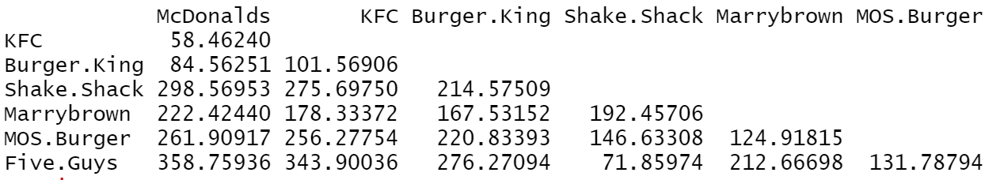 McDonalds KFC Burger.King Shake.Shack Marrybrown MOS.Burger
KFC 58.46240
Burger.King 84.56251 101.56906
Shake.Shack 298.56953 275.69750 214.57509
Marrybrown 222.42440 178.33372 167.53152 192.45706
MOS.Burger 261.90917 256.27754 220.83393 146.63308 124.91815
Five.Guys 358.75936 343.90036 276.27094 71.85974 212.66698 131.78794